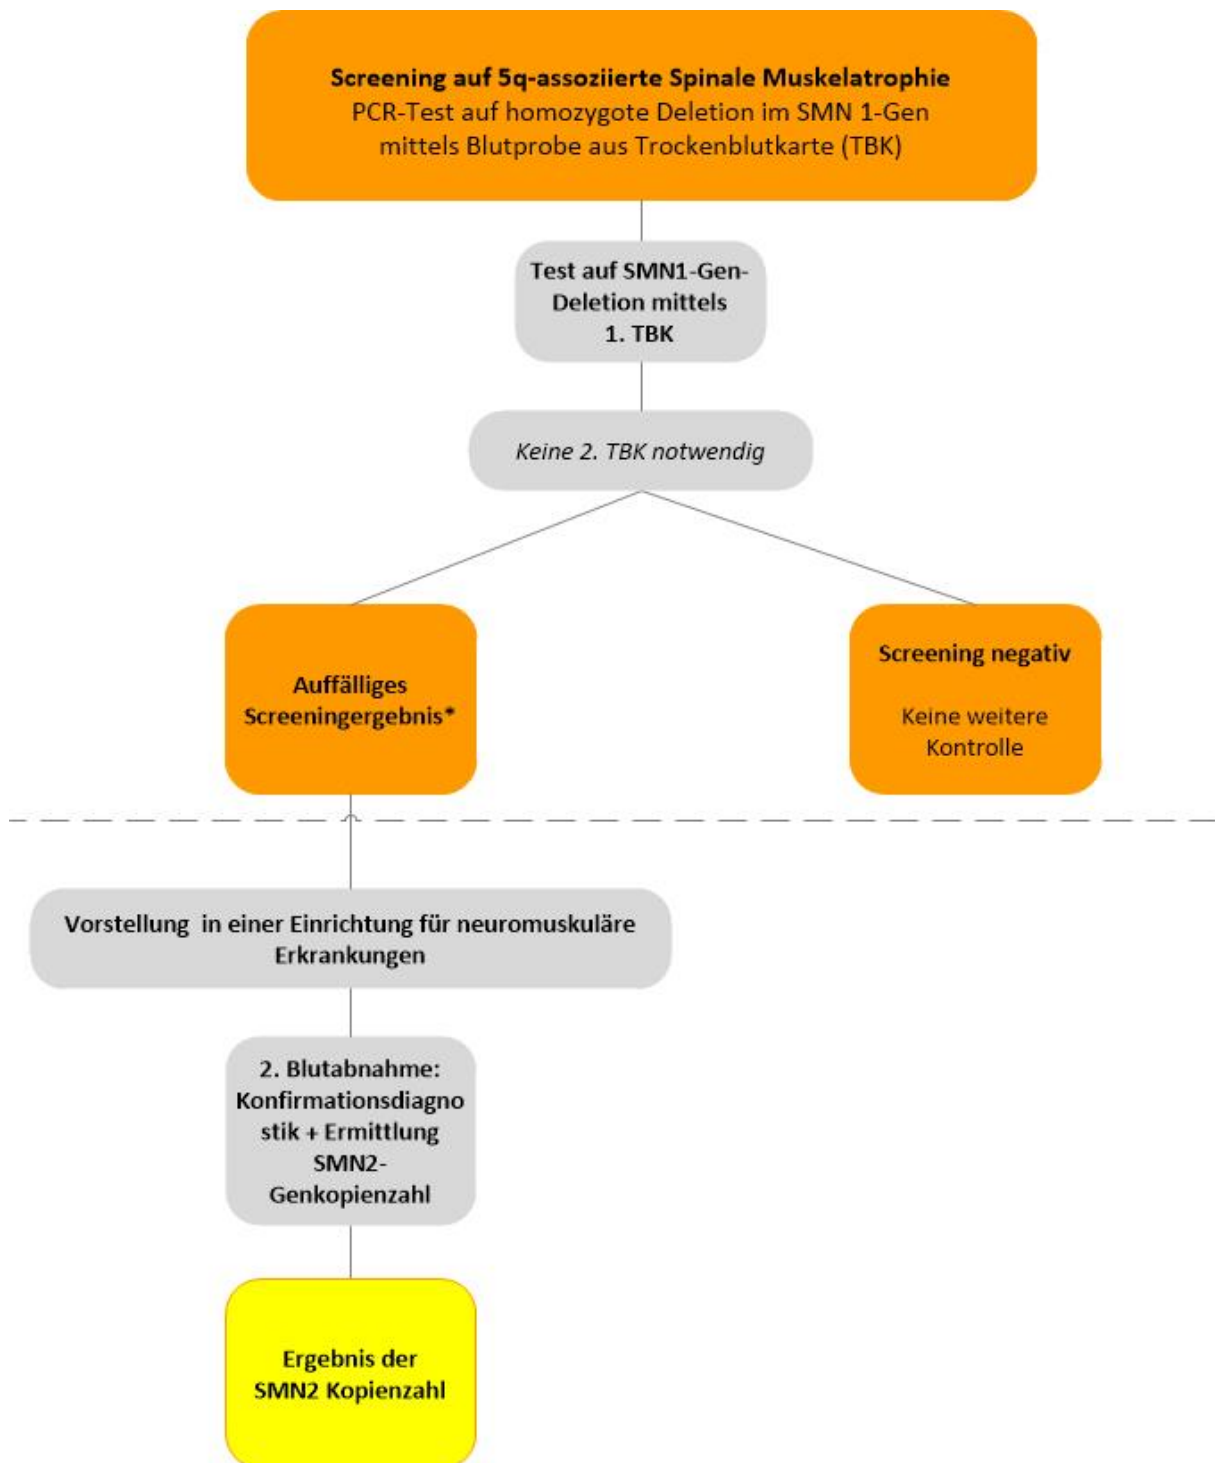 Screening auf 5q-assoziierte Spinale Muskelatrophie
PCR-Test auf homozygote Deletion im SMN 1-Gen
mittels Blutprobe aus Trockenblutkarte (TBK)
Test auf SMN1-Gen-
Deletion mittels
1. TBK
Keine 2. TBK notwendig
Auffälliges
Screeningergebnis*
Screening negativ
Keine weitere
Kontrolle
Vorstellung  in einer Einrichtung für neuromuskuläre
Erkrankungen
2. Blutabnahme:
Konfirmationsdiagno
stik + Ermittlung
SMN2-
Genkopienzahl
Ergebnis der
SMN2 Kopienzahl